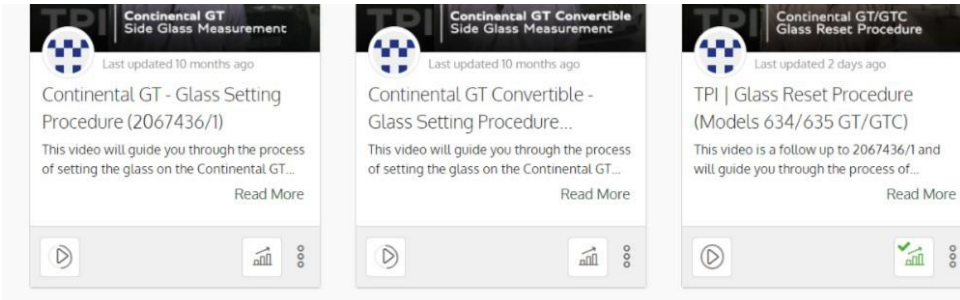 TPI
Continental GT
Side Glass Measurement
Last updated 10 months ago
Continental GT - Glass Setting
Procedure (2067436/1)
This video will guide you through the process
of setting the glass on the Continental GT...
Read More
TPI
Continental GT Convertible
Side Glass Measurement
Last updated 10 months ago
Continental GT Convertible -
Glass Setting Procedure...
This video will guide you through the process
of setting the glass on the Continental GT...
Read More
TPI
Continental GT/GTC
Glass Reset Procedure
Last updated 2 days ago
TPI | Glass Reset Procedure
(Models 634/635 GT/GTC)
This video is a follow up to 2067436/1 and
will guide you through the process of...
Read More